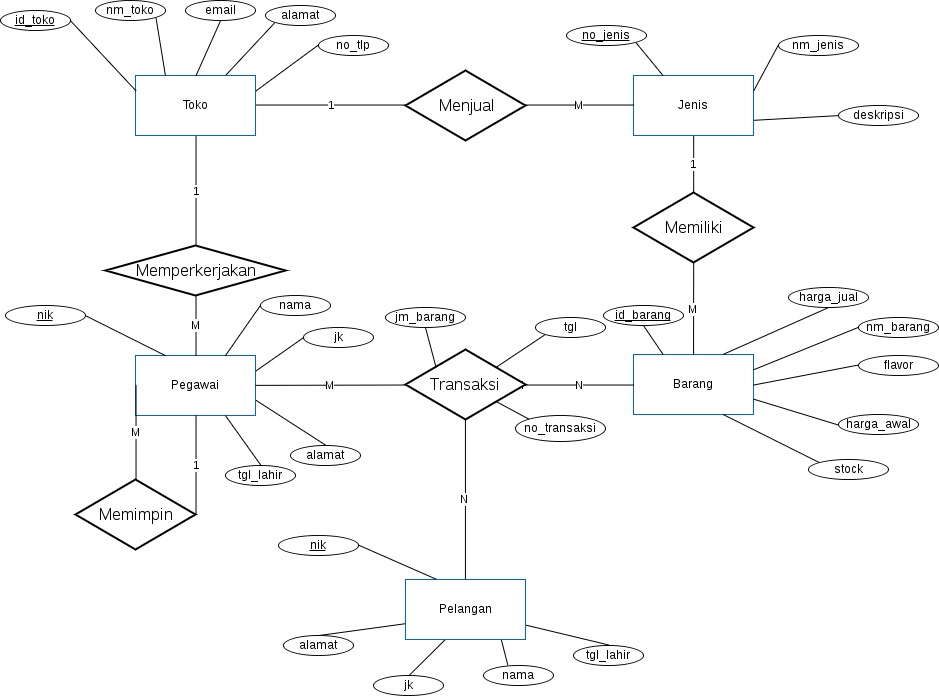 id_toko
nm_toko
email
alamat
no_tlp
no_jenis
nm_jenis
deskripsi
Toko
1
Menjual
M
Jenis
1
1
Memiliki
Memperkerjakan
M
M
nik
nama
jk
jm_barang
tgl
id_barang
harga_jual
nm_barang
flavor
harga_awal
stock
Pegawai
M
Transaksi
N
Barang
no_transaksi
M
1
alamat
tgl_lahir
Memimpin
N
nik
Pelangan
alamat
jk
nama
tgl_lahir